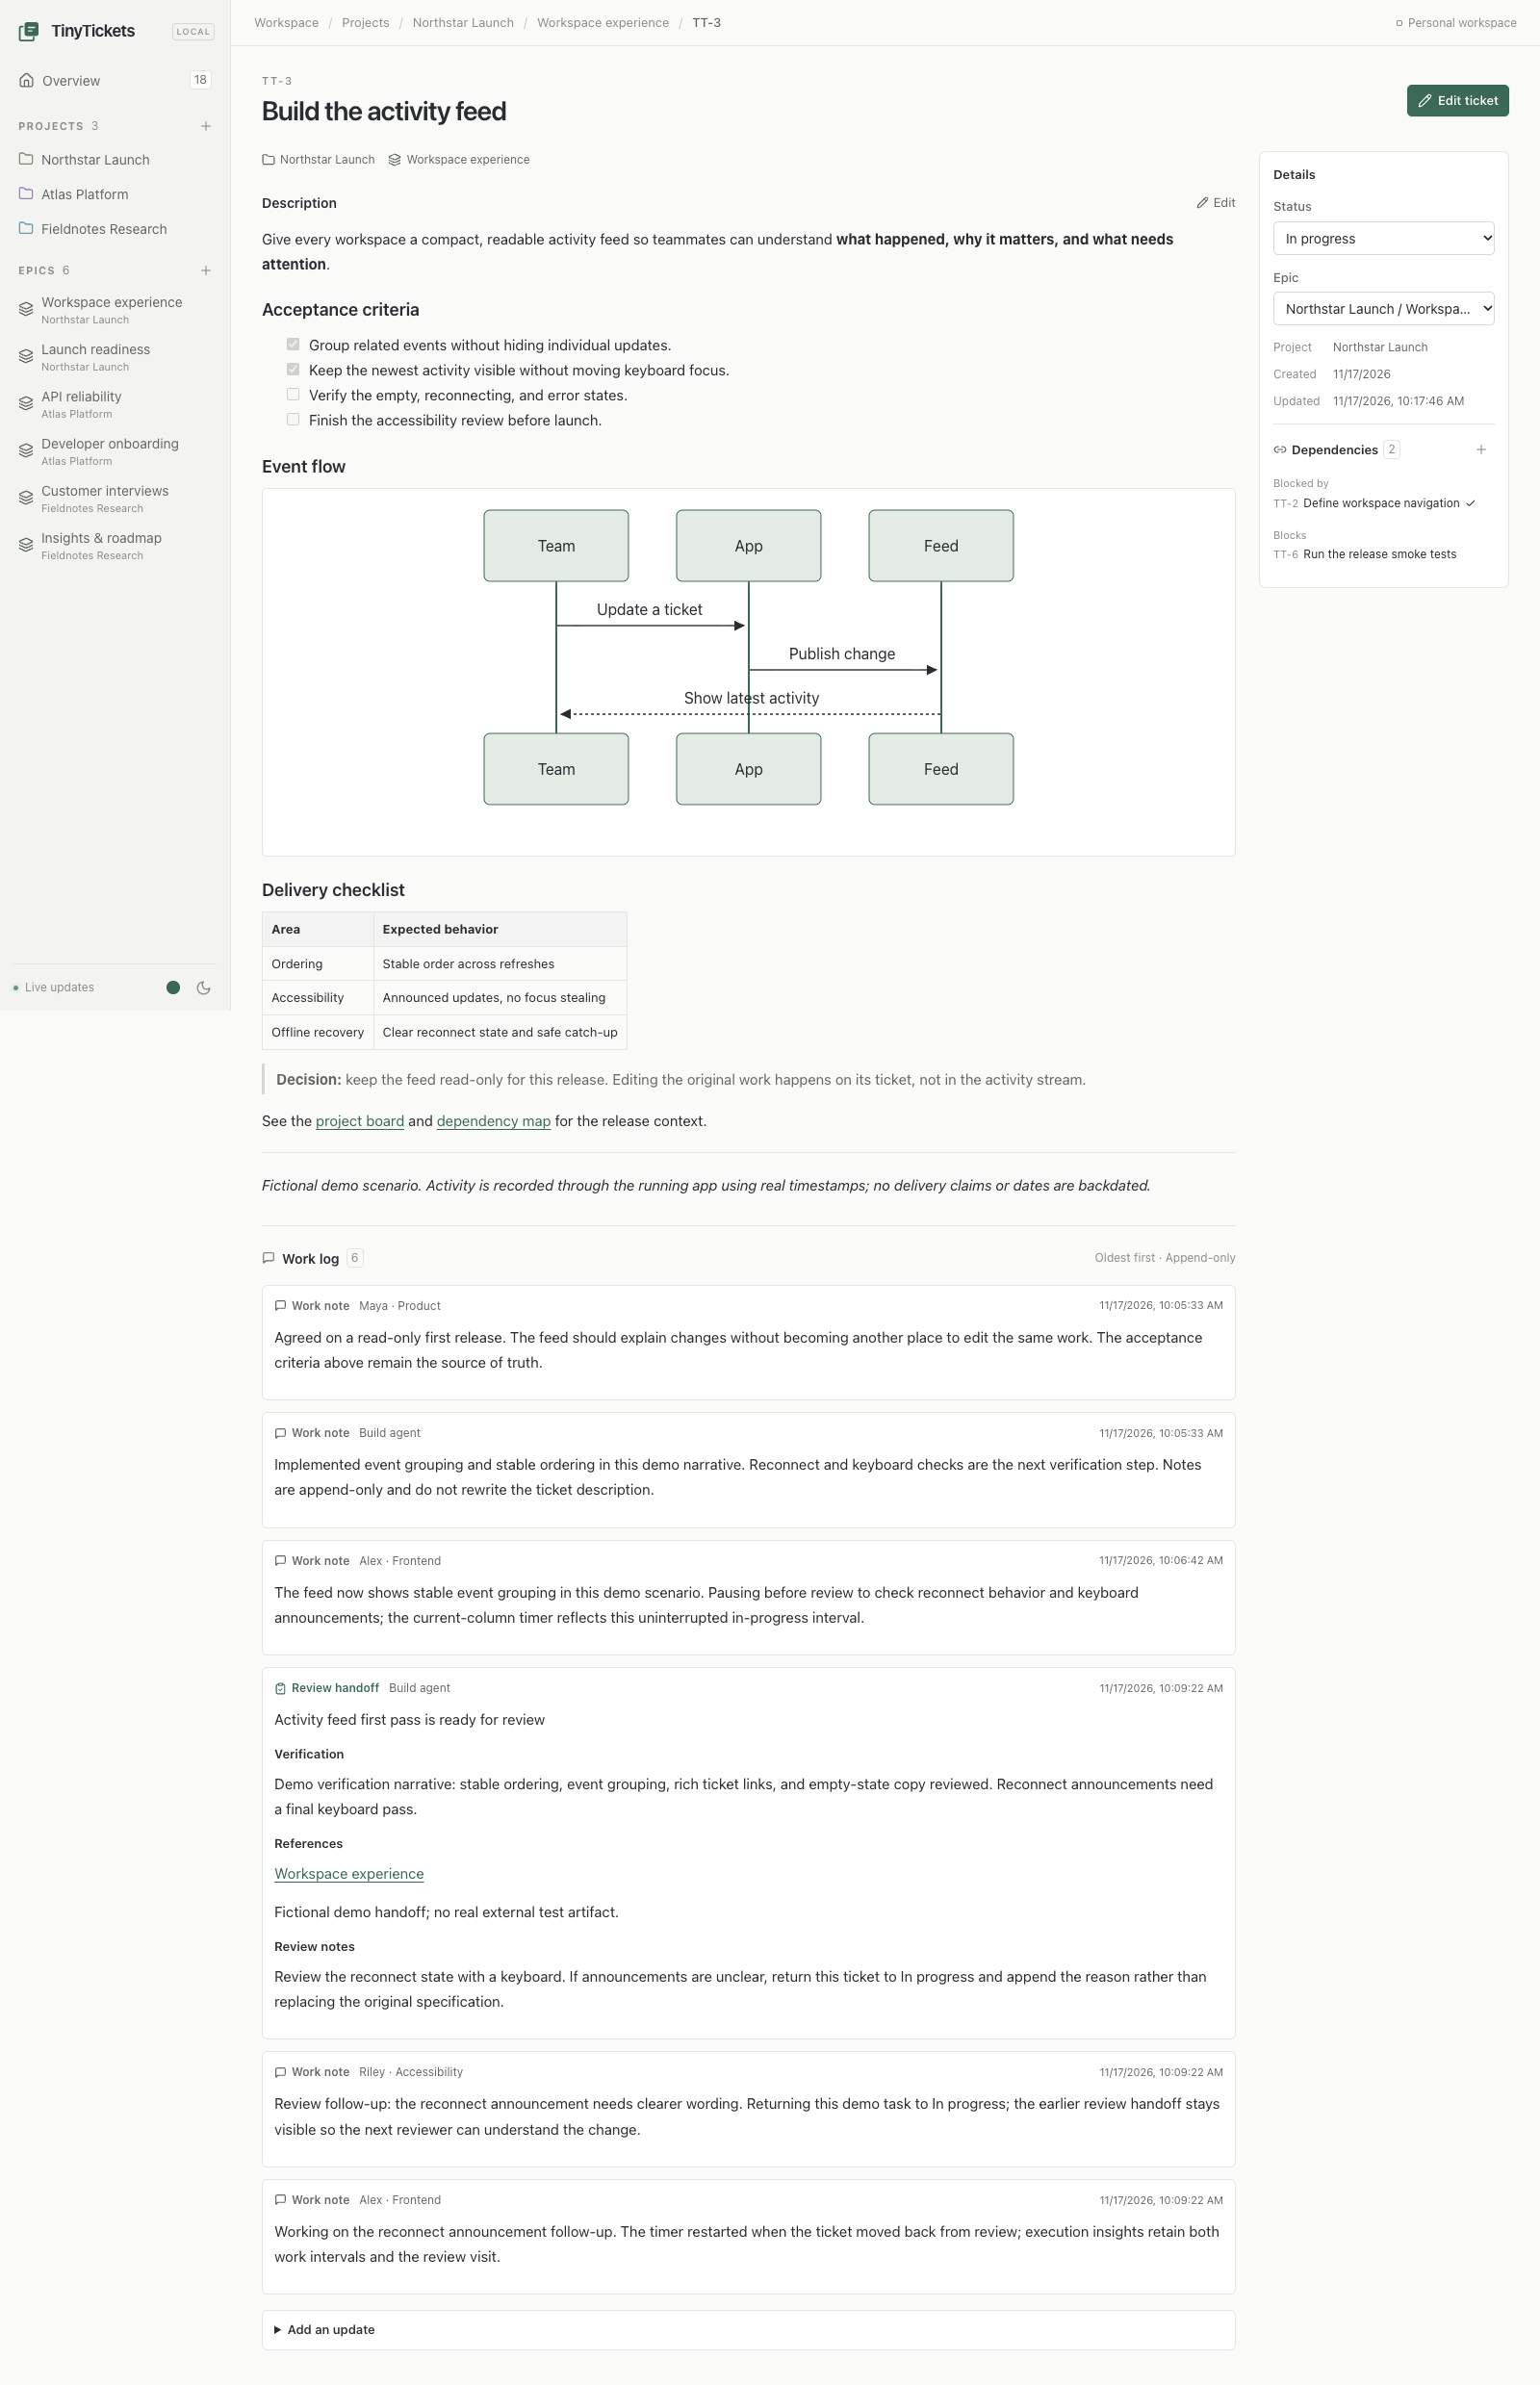 TinyTickets
LOCAL
Overview
18
PROJECTS 3
Northstar Launch
Atlas Platform
Fieldnotes Research
EPICS 6
Workspace experience
Northstar Launch
Launch readiness
Northstar Launch
API reliability
Atlas Platform
Developer onboarding
Atlas Platform
Customer interviews
Fieldnotes Research
Insights & roadmap
Fieldnotes Research
Live updates
Workspace / Projects / Northstar Launch / Workspace experience / TT-3
Personal workspace
TT-3
Build the activity feed
Edit ticket
Northstar Launch Workspace experience
Description
Edit
Give every workspace a compact, readable activity feed so teammates can understand what happened, why it matters, and what needs
attention.
Acceptance criteria
Group related events without hiding individual updates.
Keep the newest activity visible without moving keyboard focus.
Verify the empty, reconnecting, and error states.
Finish the accessibility review before launch.
Event flow
Team App Feed
Update a ticket
Publish change
Show latest activity
Team App Feed
Delivery checklist
Area Expected behavior
Ordering Stable order across refreshes
Accessibility Announced updates, no focus stealing
Offline recovery Clear reconnect state and safe catch-up
Decision: keep the feed read-only for this release. Editing the original work happens on its ticket, not in the activity stream.
See the project board and dependency map for the release context.
Fictional demo scenario. Activity is recorded through the running app using real timestamps; no delivery claims or dates are backdated.
Work log 6
Oldest first · Append-only
Work note Maya · Product 11/17/2026, 10:05:33 AM
Agreed on a read-only first release. The feed should explain changes without becoming another place to edit the same work. The acceptance
criteria above remain the source of truth.
Work note Build agent 11/17/2026, 10:05:33 AM
Implemented event grouping and stable ordering in this demo narrative. Reconnect and keyboard checks are the next verification step. Notes
are append-only and do not rewrite the ticket description.
Work note Alex · Frontend 11/17/2026, 10:06:42 AM
The feed now shows stable event grouping in this demo scenario. Pausing before review to check reconnect behavior and keyboard
announcements; the current-column timer reflects this uninterrupted in-progress interval.
Review handoff Build agent 11/17/2026, 10:09:22 AM
Activity feed first pass is ready for review
Verification
Demo verification narrative: stable ordering, event grouping, rich ticket links, and empty-state copy reviewed. Reconnect announcements need
a final keyboard pass.
References
Workspace experience
Fictional demo handoff; no real external test artifact.
Review notes
Review the reconnect state with a keyboard. If announcements are unclear, return this ticket to In progress and append the reason rather than
replacing the original specification.
Work note Riley · Accessibility 11/17/2026, 10:09:22 AM
Review follow-up: the reconnect announcement needs clearer wording. Returning this demo task to In progress; the earlier review handoff stays
visible so the next reviewer can understand the change.
Work note Alex · Frontend 11/17/2026, 10:09:22 AM
Working on the reconnect announcement follow-up. The timer restarted when the ticket moved back from review; execution insights retain both
work intervals and the review visit.
Add an update
Details
Status
In progress
Epic
Northstar Launch / Workspa...
Project Northstar Launch
Created 11/17/2026
Updated 11/17/2026, 10:17:46 AM
Dependencies 2
Blocked by
TT-2 Define workspace navigation
Blocks
TT-6 Run the release smoke tests